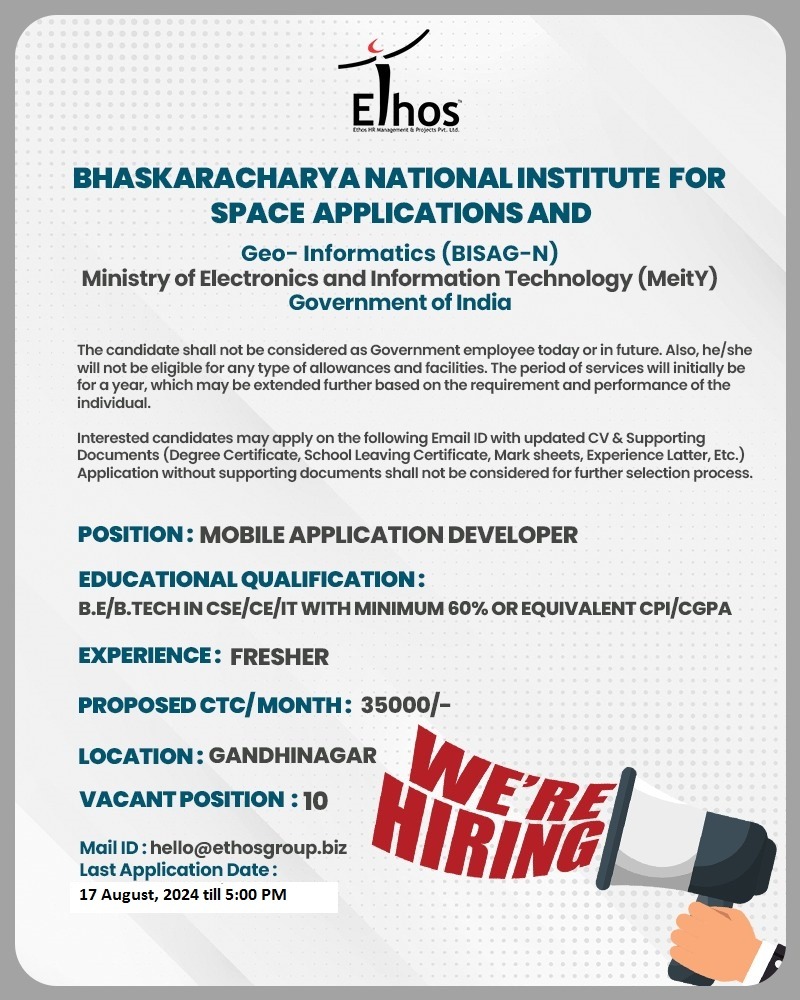 Ethos
Ethos HR Management & Projects Pvt. Ltd.
BHASKARACHARYA NATIONAL INSTITUTE FOR
SPACE APPLICATIONS AND
Geo- Informatics (BISAG-N)
Ministry of Electronics and Information Technology (MeitY)
Government of India
The candidate shall not be considered as Government employee today or in future. Also, he/she
will not be eligible for any type of allowances and facilities. The period of services will initially be
for a year, which may be extended further based on the requirement and performance of the
individual.
Interested candidates may apply on the following Email ID with updated CV & Supporting
Documents (Degree Certificate, School Leaving Certificate, Mark sheets, Experience Latter, Etc.)
Application without supporting documents shall not be considered for further selection process.
POSITION : MOBILE APPLICATION DEVELOPER
EDUCATIONAL QUALIFICATION :
B.E/B.TECH IN CSE/CE/IT WITH MINIMUM 60% OR EQUIVALENT CPI/CGPA
EXPERIENCE : FRESHER
PROPOSED CTC/ MONTH : 35000/-
LOCATION : GANDHINAGAR
VACANT POSITION : 10
WE'RE
HIRING
Mail ID : hello@ethosgroup.biz
Last Application Date :
17 August, 2024 till 5:00 PM